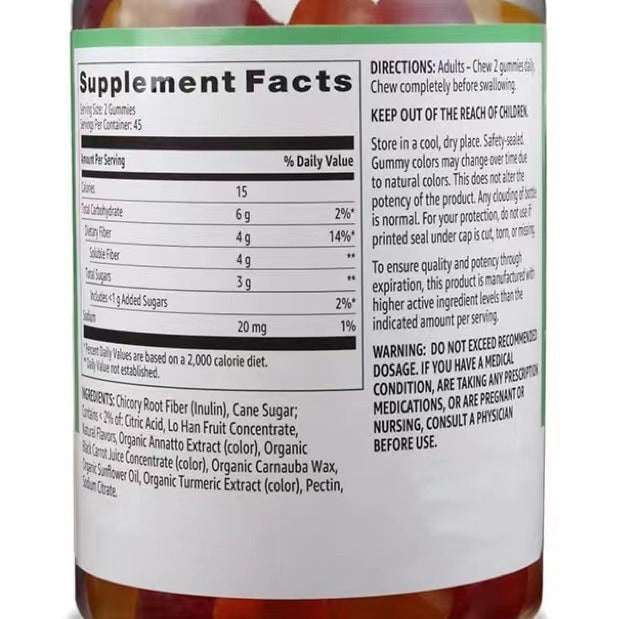 Supplement Facts
Serving Size: 2 Gummies
Servings Per Container: 45
Amount Per Serving % Daily Value
Calories 15
Total Carbohydrate 6 g 2%*
Dietary Fiber 4 g 14%*
Soluble Fiber 4 g **
Total Sugars 3 g **
Includes <1 g Added Sugars 2%*
Sodium 20 mg 1%
*Percent Daily Values are based on a 2,000 calorie diet.
*Daily Value not established.
INGREDIENTS: Chicory Root Fiber (Inulin), Cane Sugar;
Contains < 2% of: Citric Acid, Lo Han Fruit Concentrate,
Natural Flavors, Organic Annatto Extract (color), Organic
Black Carrot Juice Concentrate (color), Organic Carnauba Wax,
Organic Sunflower Oil, Organic Turmeric Extract (color), Pectin,
Sodium Citrate.
DIRECTIONS: Adults – Chew 2 gummies daily.
Chew completely before swallowing.
KEEP OUT OF THE REACH OF CHILDREN.
Store in a cool, dry place. Safety-sealed.
Gummy colors may change over time due
to natural colors. This does not alter the
potency of the product. Any clouding of bottle
is normal. For your protection, do not use if
printed seal under cap is cut, torn, or missing.
To ensure quality and potency through
expiration, this product is manufactured with
higher active ingredient levels than the
indicated amount per serving.
WARNING: DO NOT EXCEED RECOMMENDED
DOSAGE. IF YOU HAVE A MEDICAL
CONDITION, ARE TAKING ANY PRESCRIPTION
MEDICATIONS, OR ARE PREGNANT OR
NURSING, CONSULT A PHYSICIAN
BEFORE USE.